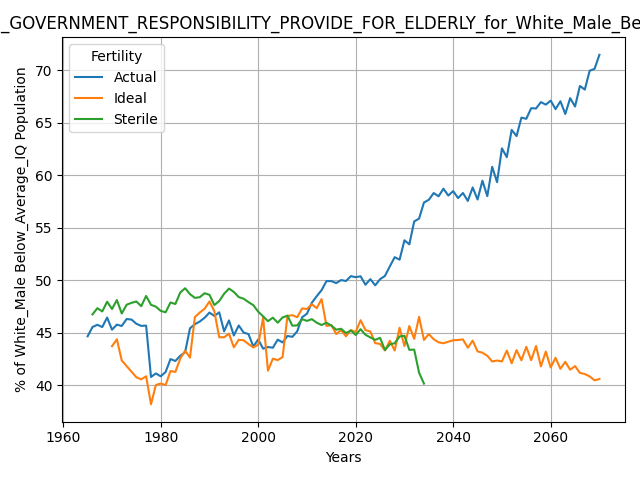 _GOVERNMENT_RESPONSIBILITY_PROVIDE_FOR_ELDERLY_for_White_Male_Be
Fertility
Actual
Ideal
Sterile
% of White_Male Below_Average_IQ Population
70
65
60
55
50
45
40
1960
1980
2000
2020
2040
2060
Years